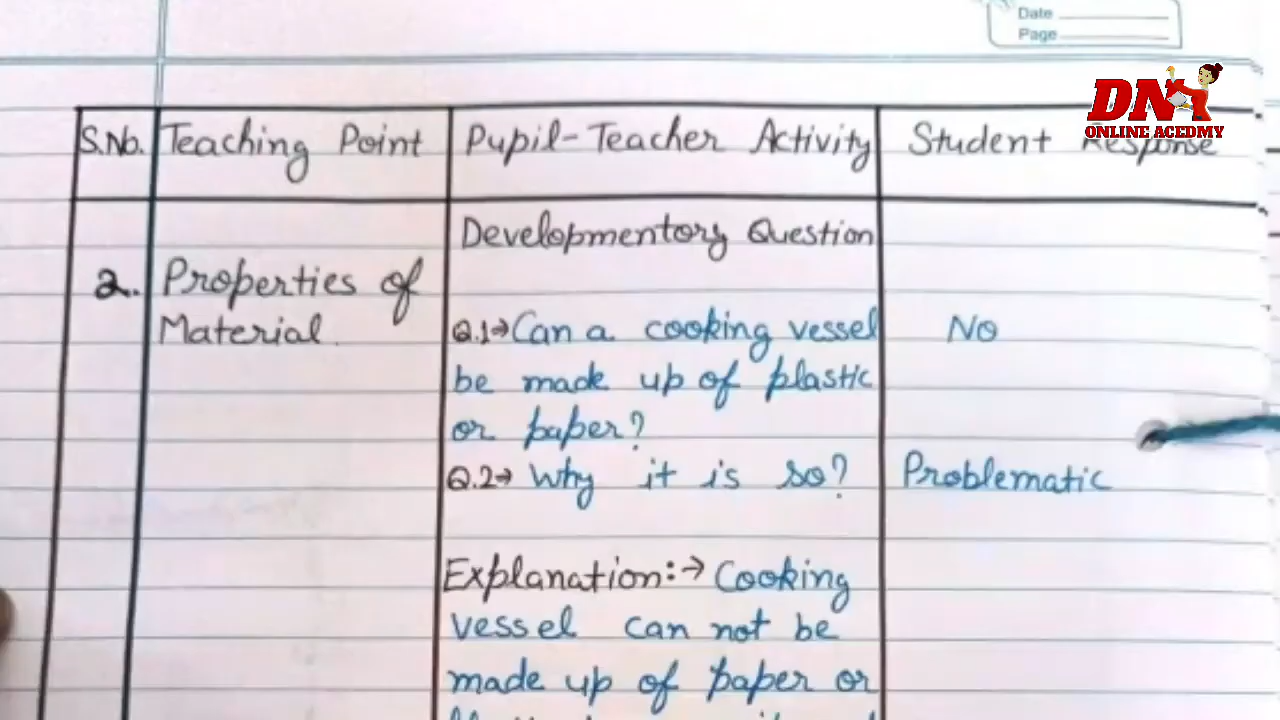 Date
Page
DN
ONLINE ACEDMY
S.No. Teaching Point Pupil-Teacher Activity Student Response
Developmentory Question
2. Properties of
Material
Q.1→ Can a cooking vessel No
be made up of plastic
or paper?
Q.2→ Why it is so? Problematic
Explanation:→ Cooking
vessel can not be
made up of paper or